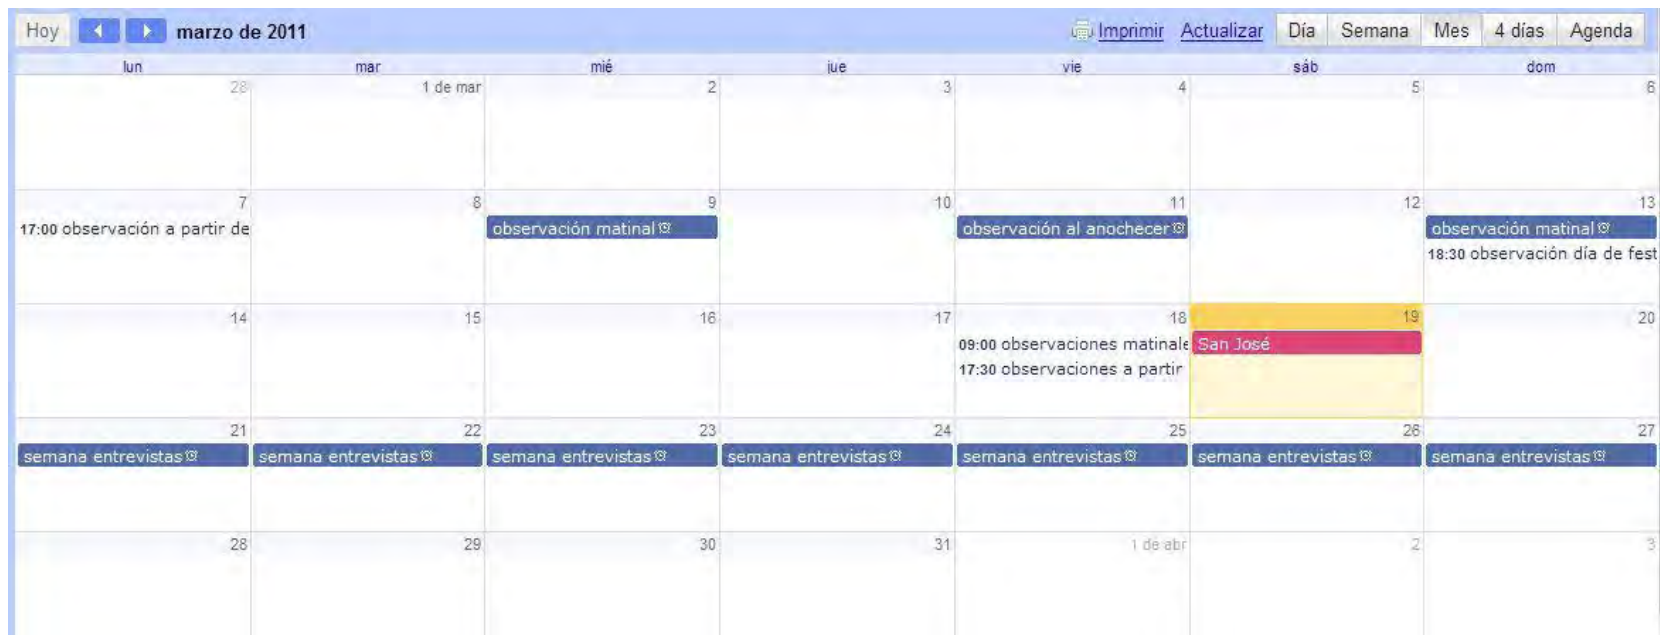 Hoy marzo de 2011 Imprimir Actualizar Día Semana Mes 4 días Agenda
lun mar mié jue vie sáb dom
28 1 de mar 2 3 4 5 6
7 8 9 10 11 12 13
17:00 observación a partir de observación matinal observación al anochecer observación matinal
18:30 observación día de fest
14 15 16 17 18 19 20
09:00 observaciones matinale San José
17:30 observaciones a partir
21 22 23 24 25 26 27
semana entrevistas semana entrevistas semana entrevistas semana entrevistas semana entrevistas semana entrevistas semana entrevistas
28 29 30 31 1 de abr 2 3